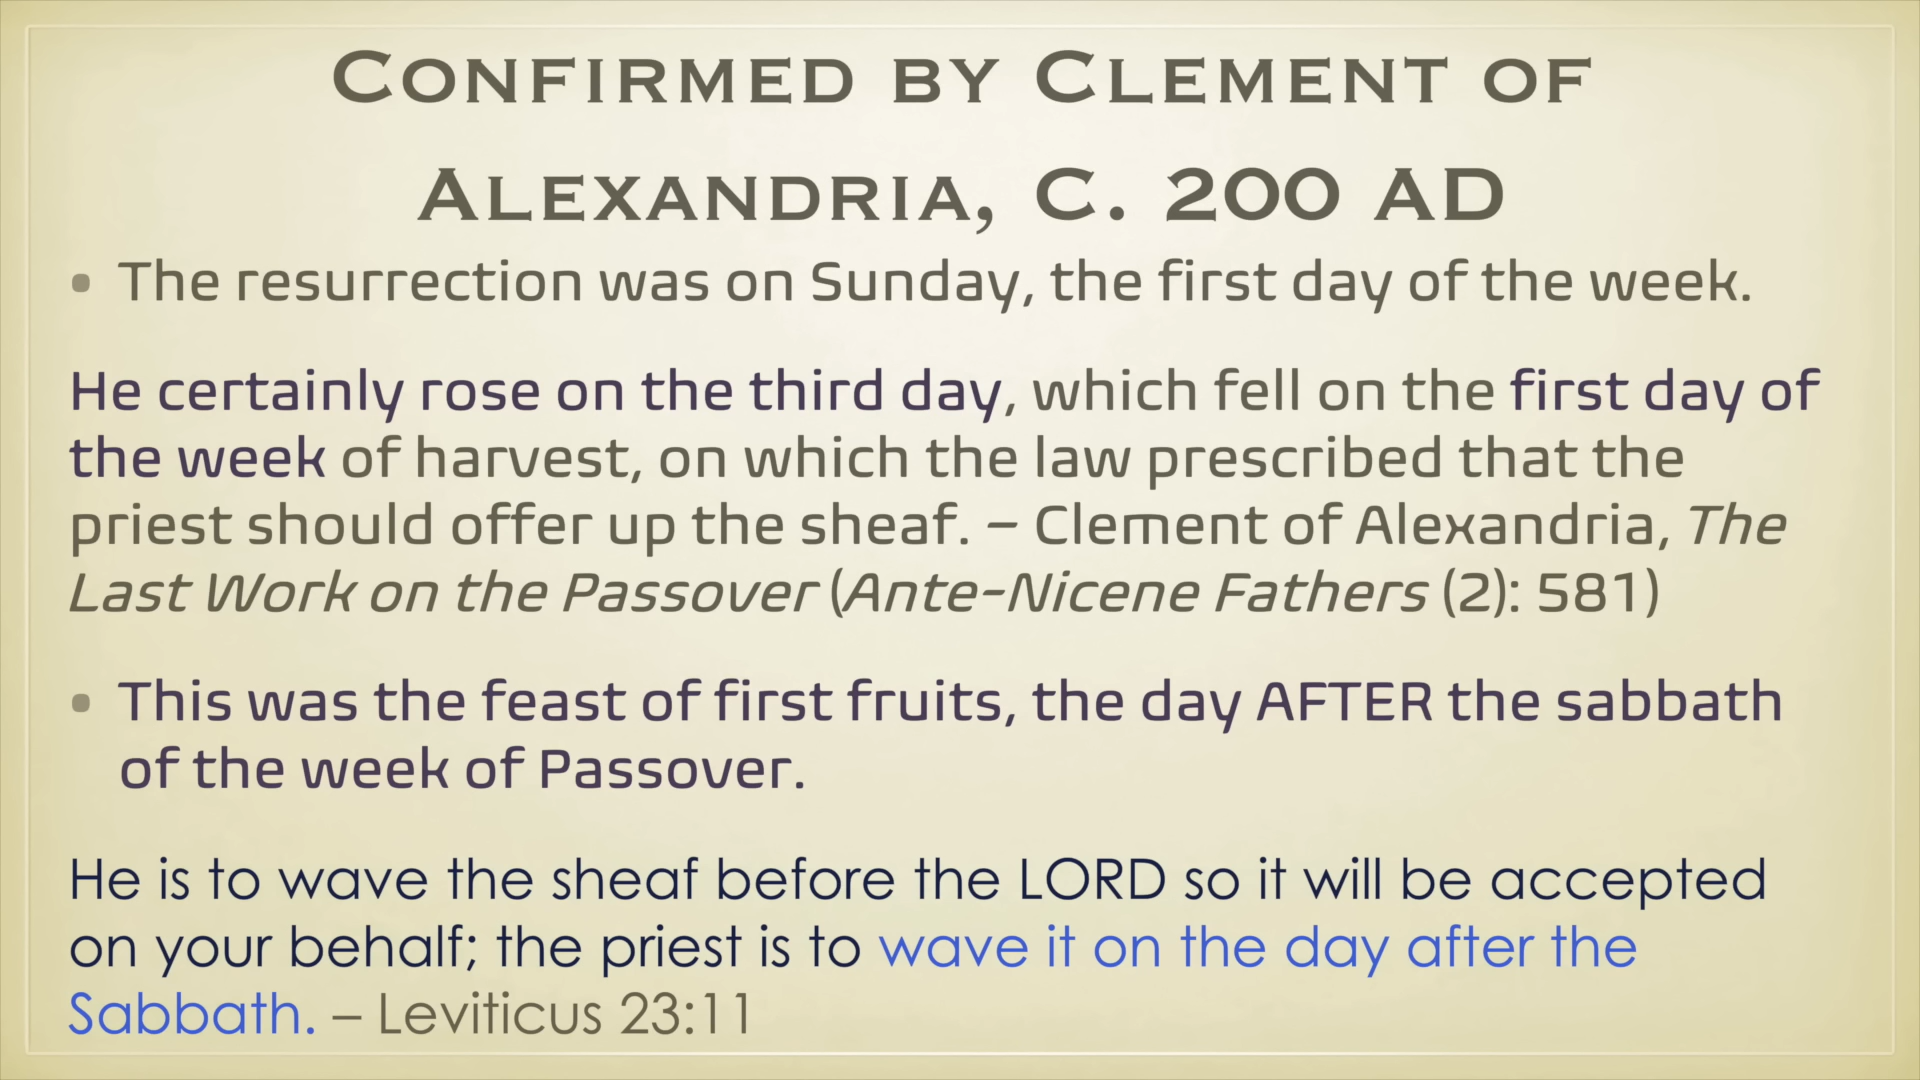 Confirmed by Clement of
Alexandria, c. 200 AD
• The resurrection was on Sunday, the first day of the week.
He certainly rose on the third day, which fell on the first day of
the week of harvest, on which the law prescribed that the
priest should offer up the sheaf. – Clement of Alexandria, The
Last Work on the Passover (Ante-Nicene Fathers (2): 581)
• This was the feast of first fruits, the day AFTER the sabbath
of the week of Passover.
He is to wave the sheaf before the LORD so it will be accepted
on your behalf; the priest is to wave it on the day after the
Sabbath. – Leviticus 23:11